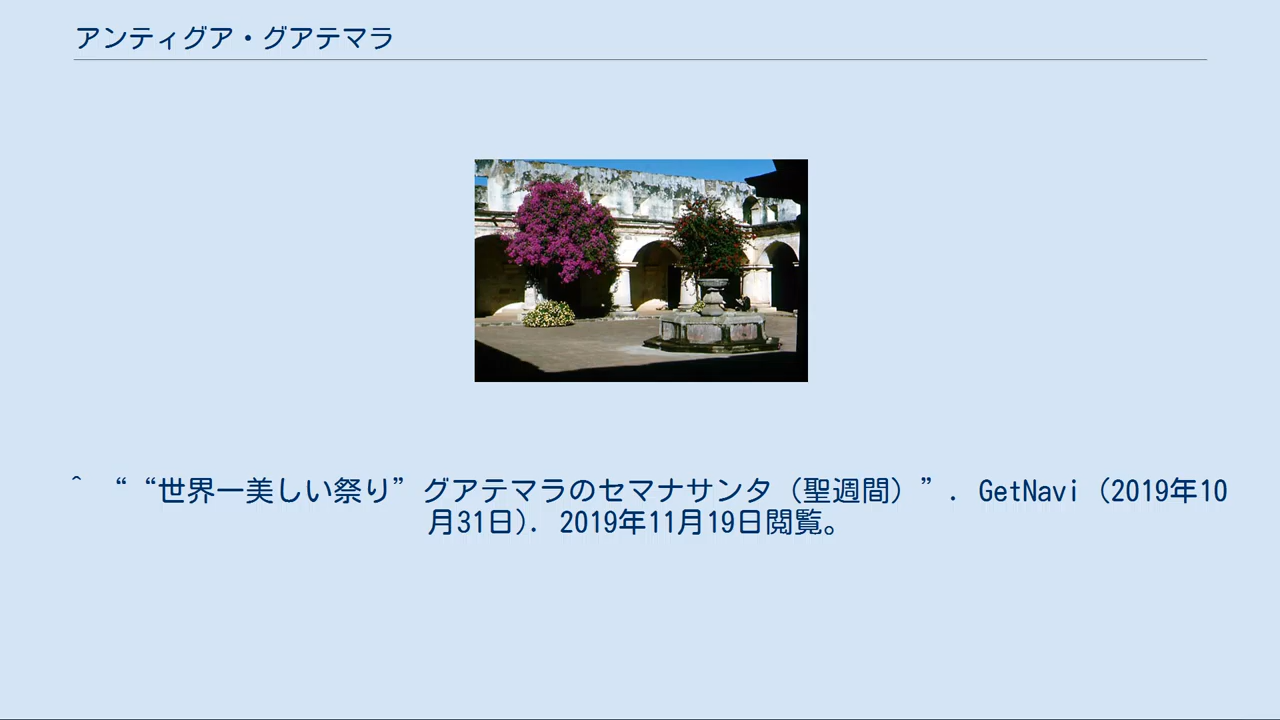 アンティグア・グアテマラ
^ “ “世界一美しい祭り” グアテマラのセマナサンタ（聖週間）”. GetNavi (2019年10
月31日). 2019年11月19日閲覧。